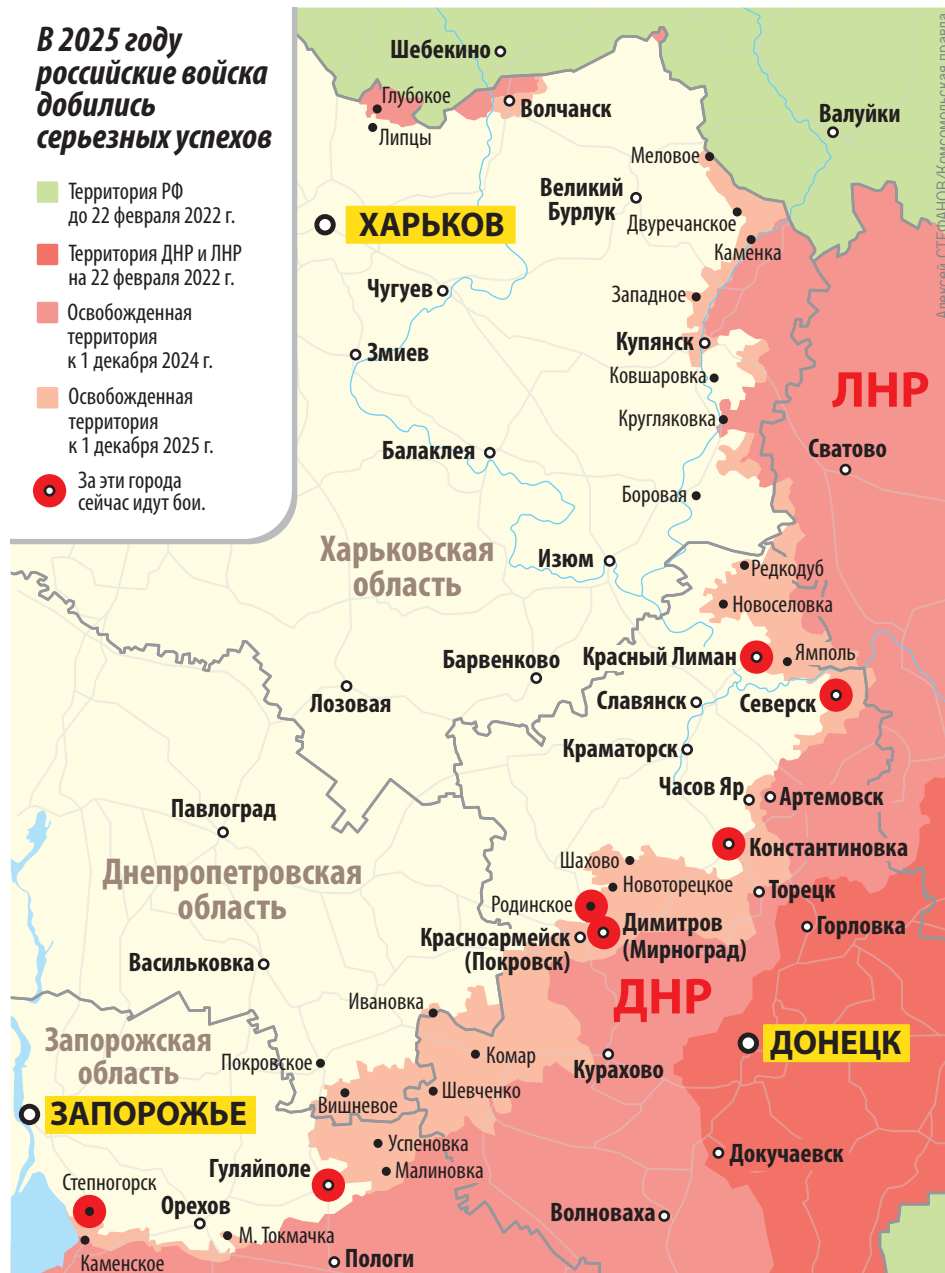 В 2025 году
российские войска
добились
серьезных успехов
Территория РФ
до 22 февраля 2022 г.
Территория ДНР и ЛНР
на 22 февраля 2022 г.
Освобожденная
территория
к 1 декабря 2024 г.
Освобожденная
территория
к 1 декабря 2025 г.
За эти города
сейчас идут бои.
Шебекино
Глубокое
Волчанск
Липцы
Валуйки
Алексей СТЕФАНОВ/Комсомольская правда
Меловое
Великий
Бурлук
Двуречанское
ХАРЬКОВ
Каменка
Чугуев
Западное
Змиев
Купянск
Ковшаровка
ЛНР
Кругляковка
Балаклея
Сватово
Боровая
Харьковская
область
Изюм
Редкодуб
Новоселовка
Барвенково
Красный Лиман
Ямполь
Лозовая
Славянск
Северск
Краматорск
Часов Яр
Артемовск
Павлоград
Константиновка
Днепропетровская
область
Шахово
Новоторецкое
Торецк
Родинское
Димитров
(Мирноград)
Горловка
Красноармейск
(Покровск)
Васильковка
ДНР
Ивановка
Запорожская
область
Комар
ДОНЕЦК
Покровское
Курахово
Вишневое
Шевченко
ЗАПОРОЖЬЕ
Успеновка
Малиновка
Докучаевск
Гуляйполе
Степногорск
Орехов
Волноваха
М. Токмачка
Каменское
Пологи